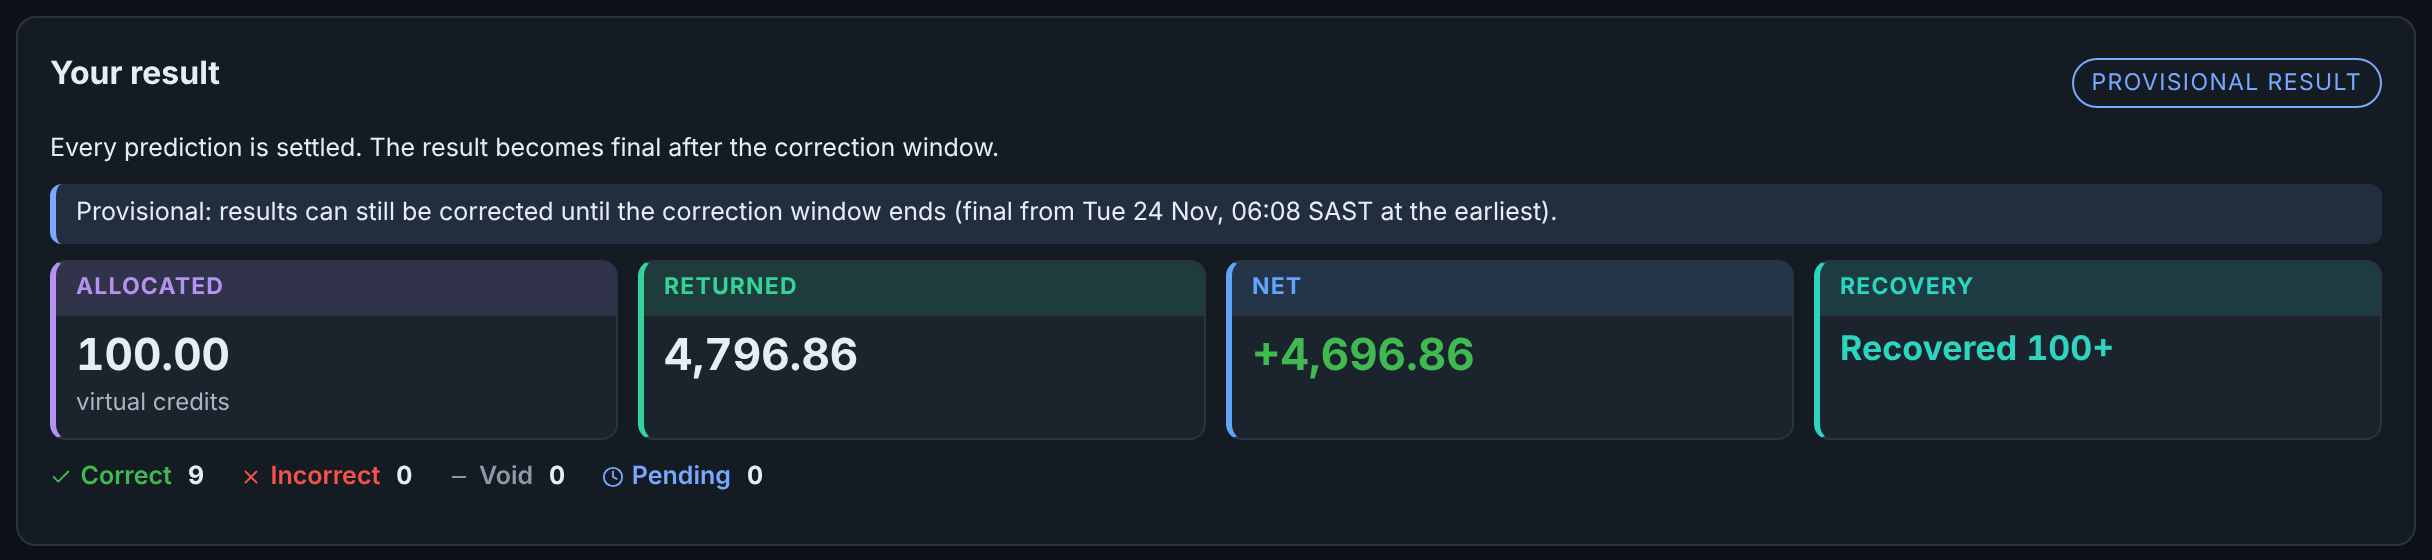 Your result
PROVISIONAL RESULT
Every prediction is settled. The result becomes final after the correction window.
Provisional: results can still be corrected until the correction window ends (final from Tue 24 Nov, 06:08 SAST at the earliest).
ALLOCATED
100.00
virtual credits
RETURNED
4,796.86
NET
+4,696.86
RECOVERY
Recovered 100+
Correct 9 Incorrect 0 Void 0 Pending 0